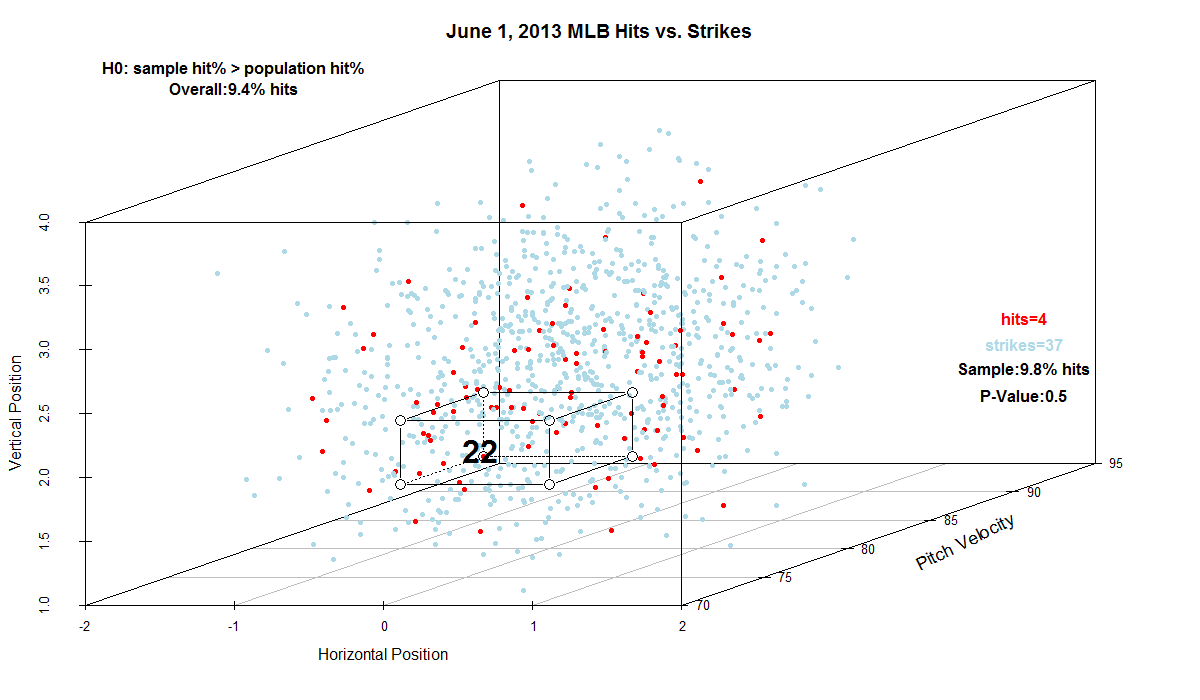 June 1, 2013 MLB Hits vs. Strikes
H0: sample hit% > population hit%
Overall:9.4% hits
4.0
3.5
3.0
2.5
2.0
1.5
1.0
Vertical Position
hits=4
strikes=37
Sample:9.8% hits
P-Value:0.5
22
95
90
85
80
75
70
Pitch Velocity
-2 -1 0 1 2
Horizontal Position